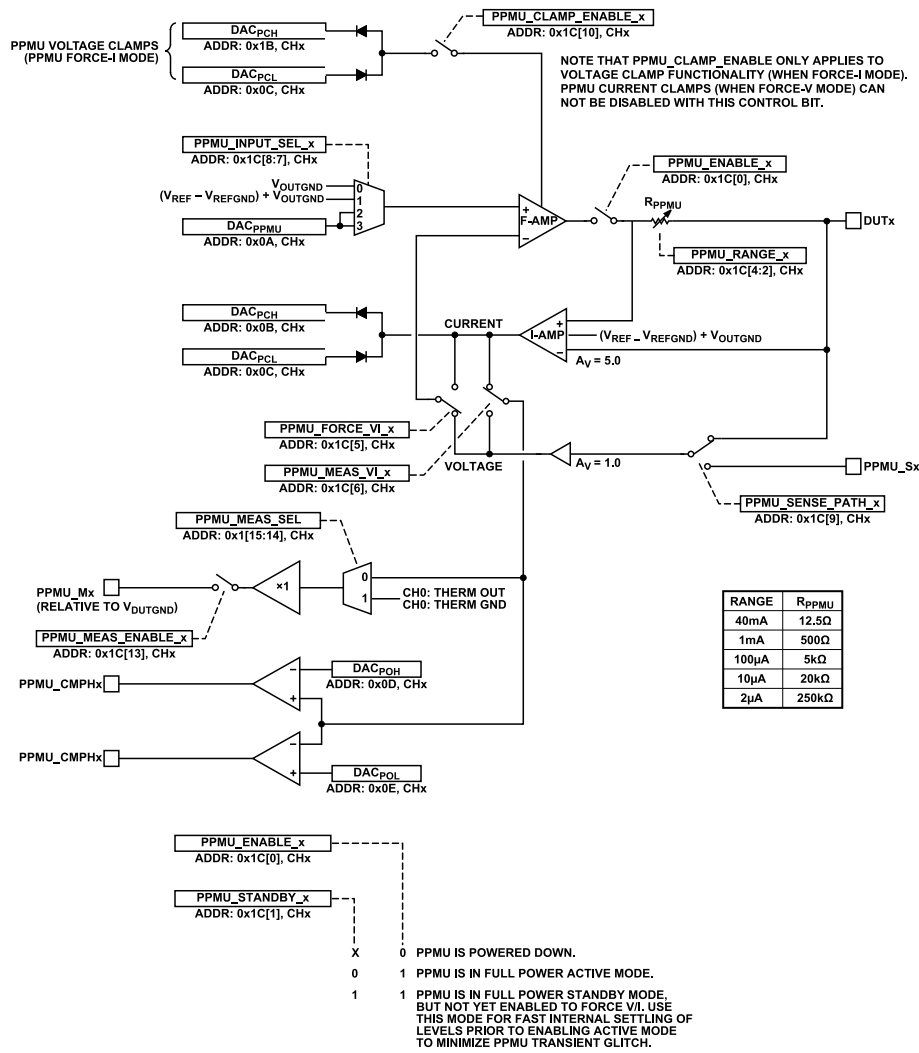 DAC_PCH
ADDR: 0x1B, CHx
PPMU VOLTAGE CLAMPS
(PPMU FORCE-I MODE)
DAC_PCL
ADDR: 0x0C, CHx
PPMU_CLAMP_ENABLE_x
ADDR: 0x1C[10], CHx
NOTE THAT PPMU_CLAMP_ENABLE ONLY APPLIES TO
VOLTAGE CLAMP FUNCTIONALITY (WHEN FORCE-I MODE).
PPMU CURRENT CLAMPS (WHEN FORCE-V MODE) CAN
NOT BE DISABLED WITH THIS CONTROL BIT.
PPMU_INPUT_SEL_x
ADDR: 0x1C[8:7], CHx
V_OUTGND
(V_REF – V_REFGND) + V_OUTGND
DAC_PPMU
ADDR: 0x0A, CHx
0
1
2
3
+
F-AMP
–
PPMU_ENABLE_x
ADDR: 0x1C[0], CHx
R_PPMU
DUTx
PPMU_RANGE_x
ADDR: 0x1C[4:2], CHx
DAC_PCH
ADDR: 0x0B, CHx
DAC_PCL
ADDR: 0x0C, CHx
CURRENT
+
I-AMP
–
(V_REF – V_REFGND) + V_OUTGND
A_V = 5.0
PPMU_FORCE_VI_x
ADDR: 0x1C[5], CHx
PPMU_MEAS_VI_x
ADDR: 0x1C[6], CHx
VOLTAGE
A_V = 1.0
PPMU_Sx
PPMU_SENSE_PATH_x
ADDR: 0x1C[9], CHx
PPMU_MEAS_SEL
ADDR: 0x1[15:14], CHx
PPMU_Mx
(RELATIVE TO V_DUTGND)
×1
0
1
CH0: THERM OUT
CH0: THERM GND
PPMU_MEAS_ENABLE_x
ADDR: 0x1C[13], CHx
PPMU_CMPHx
–
+
DAC_POH
ADDR: 0x0D, CHx
PPMU_CMPHx
–
+
DAC_POL
ADDR: 0x0E, CHx
RANGE R_PPMU
40mA 12.5Ω
1mA 500Ω
100µA 5kΩ
10µA 20kΩ
2µA 250kΩ
PPMU_ENABLE_x
ADDR: 0x1C[0], CHx
PPMU_STANDBY_x
ADDR: 0x1C[1], CHx
X 0 PPMU IS POWERED DOWN.
0 1 PPMU IS IN FULL POWER ACTIVE MODE.
1 1 PPMU IS IN FULL POWER STANDBY MODE,
BUT NOT YET ENABLED TO FORCE V/I. USE
THIS MODE FOR FAST INTERNAL SETTLING OF
LEVELS PRIOR TO ENABLING ACTIVE MODE
TO MINIMIZE PPMU TRANSIENT GLITCH.